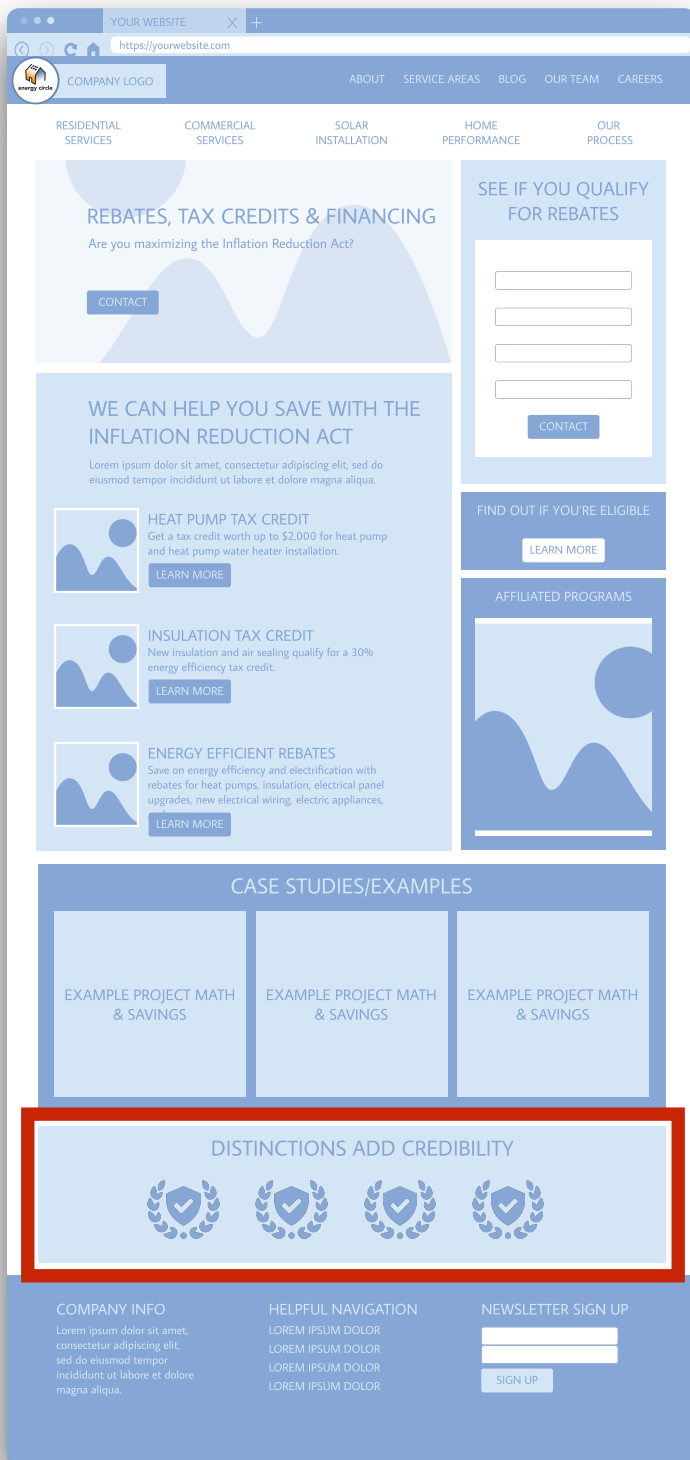 YOUR WEBSITE
https://yourwebsite.com
energy circle
COMPANY LOGO
ABOUT SERVICE AREAS BLOG OUR TEAM CAREERS
RESIDENTIAL
SERVICES
COMMERCIAL
SERVICES
SOLAR
INSTALLATION
HOME
PERFORMANCE
OUR
PROCESS
REBATES, TAX CREDITS & FINANCING
Are you maximizing the Inflation Reduction Act?
CONTACT
SEE IF YOU QUALIFY
FOR REBATES
CONTACT
FIND OUT IF YOU'RE ELIGIBLE
LEARN MORE
AFFILIATED PROGRAMS
WE CAN HELP YOU SAVE WITH THE
INFLATION REDUCTION ACT
Lorem ipsum dolor sit amet, consectetur adipiscing elit, sed do
eiusmod tempor incididunt ut labore et dolore magna aliqua.
HEAT PUMP TAX CREDIT
Get a tax credit worth up to $2,000 for heat pump
and heat pump water heater installation.
LEARN MORE
INSULATION TAX CREDIT
New insulation and air sealing qualify for a 30%
energy efficiency tax credit.
LEARN MORE
ENERGY EFFICIENT REBATES
Save on energy efficiency and electrification with
rebates for heat pumps, insulation, electrical panel
upgrades, new electrical wiring, electric appliances,
LEARN MORE
CASE STUDIES/EXAMPLES
EXAMPLE PROJECT MATH
& SAVINGS
EXAMPLE PROJECT MATH
& SAVINGS
EXAMPLE PROJECT MATH
& SAVINGS
DISTINCTIONS ADD CREDIBILITY
COMPANY INFO
Lorem ipsum dolor sit amet,
consectetur adipiscing elit,
sed do eiusmod tempor
incididunt ut labore et dolore
magna aliqua.
HELPFUL NAVIGATION
LOREM IPSUM DOLOR
LOREM IPSUM DOLOR
LOREM IPSUM DOLOR
LOREM IPSUM DOLOR
NEWSLETTER SIGN UP
SIGN UP